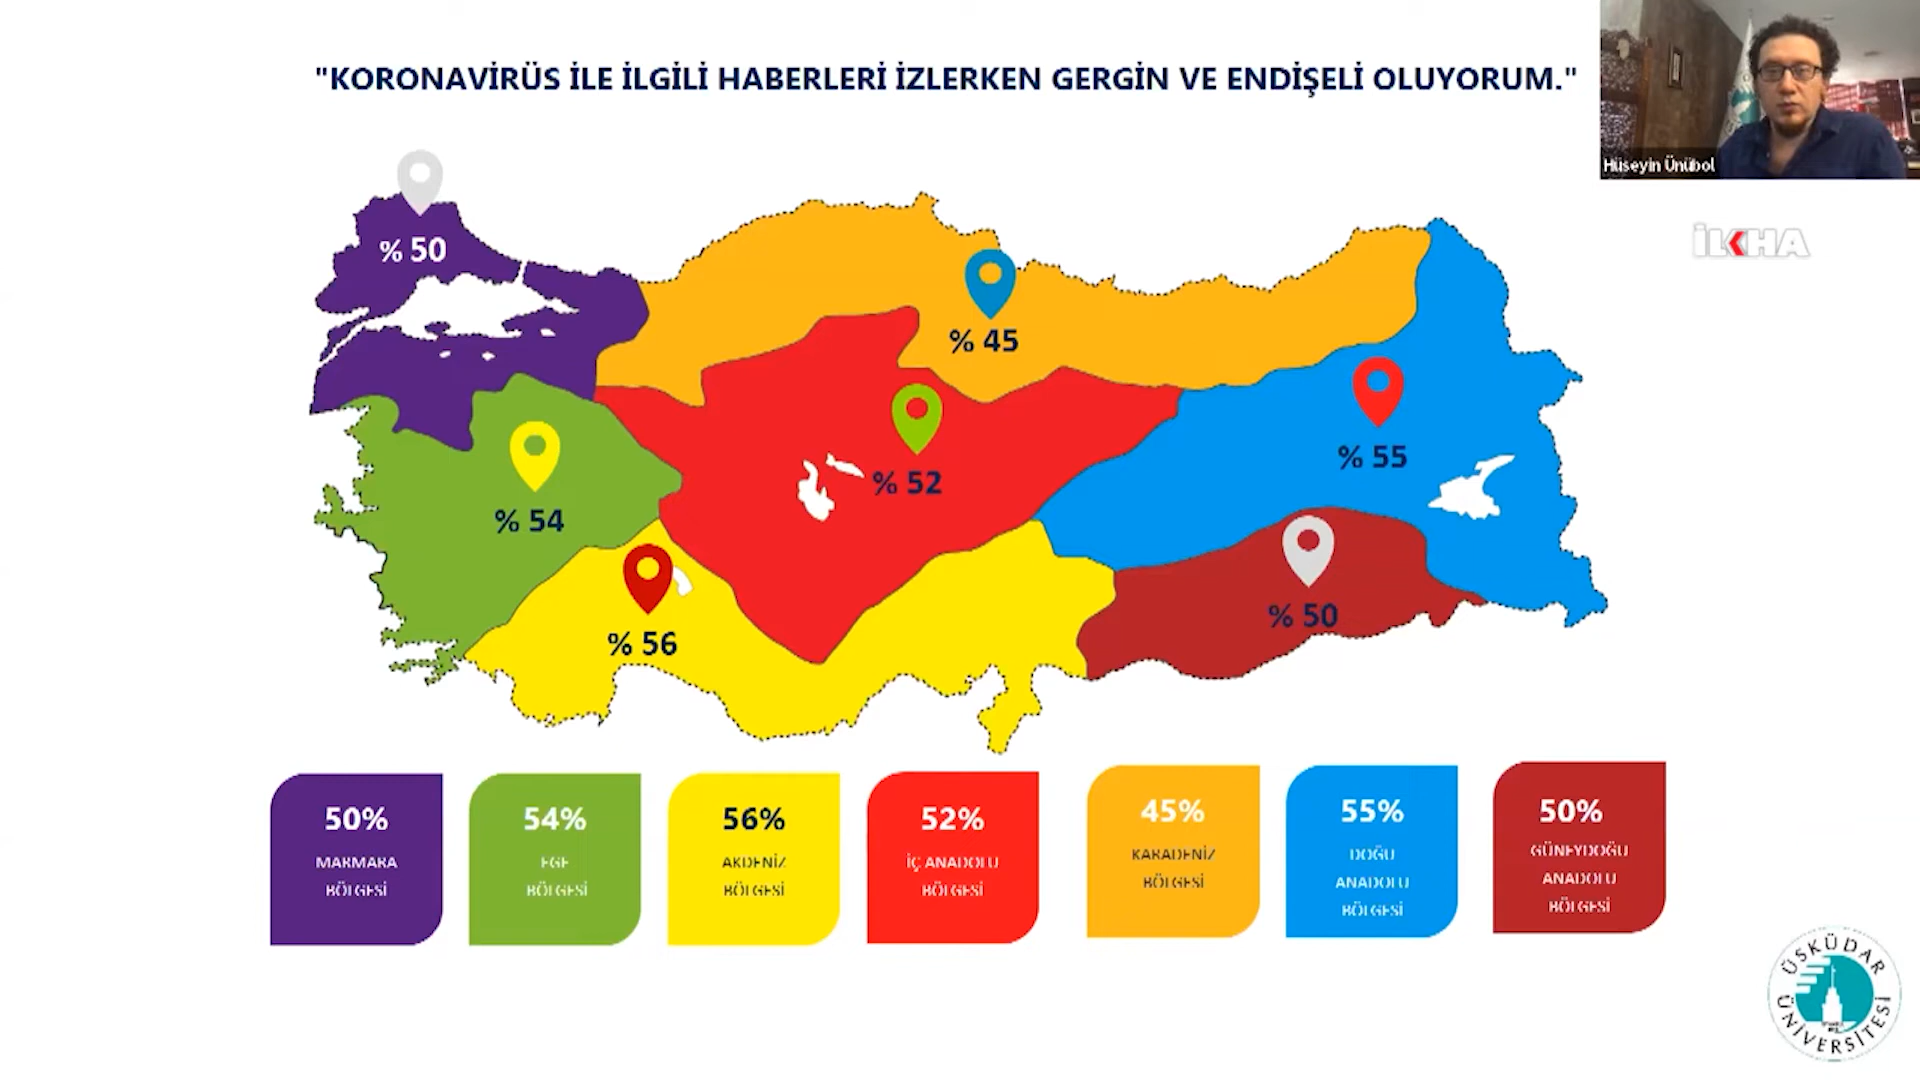 "KORONAVİRÜS İLE İLGİLİ HABERLERİ İZLERKEN GERGİN VE ENDİŞELİ OLUYORUM."
Hüseyin Ünübol
İLKHA
% 50
% 45
% 55
% 52
% 54
% 50
% 56
50%
MARMARA
BÖLGESİ
54%
EGE
BÖLGESİ
56%
AKDENİZ
BÖLGESİ
52%
İÇ ANADOLU
BÖLGESİ
45%
KARADENİZ
BÖLGESİ
55%
DOĞU
ANADOLU
BÖLGESİ
50%
GÜNEYDOĞU
ANADOLU
BÖLGESİ
ÜSKÜDAR
ÜNİVERSİTESİ